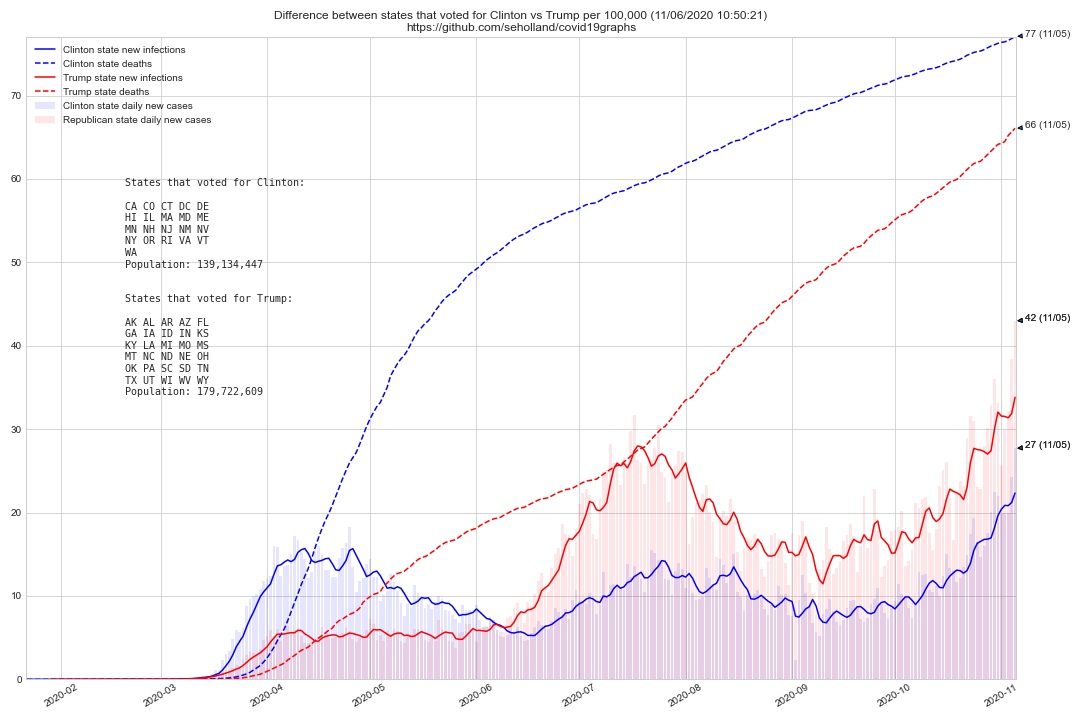 Difference between states that voted for Clinton vs Trump per 100,000 (11/06/2020 10:50:21)
https://github.com/seholland/covid19graphs
Clinton state new infections
Clinton state deaths
Trump state new infections
Trump state deaths
Clinton state daily new cases
Republican state daily new cases
States that voted for Clinton:
CA CO CT DC DE
HI IL MA MD ME
MN NH NJ NM NV
NY OR RI VA VT
WA
Population: 139,134,447
States that voted for Trump:
AK AL AR AZ FL
GA IA ID IN KS
KY LA MI MO MS
MT NC ND NE OH
OK PA SC SD TN
TX UT WI WV WY
Population: 179,722,609
77 (11/05)
66 (11/05)
42 (11/05)
27 (11/05)
70
60
50
40
30
20
10
0
2020-02
2020-03
2020-04
2020-05
2020-06
2020-07
2020-08
2020-09
2020-10
2020-11